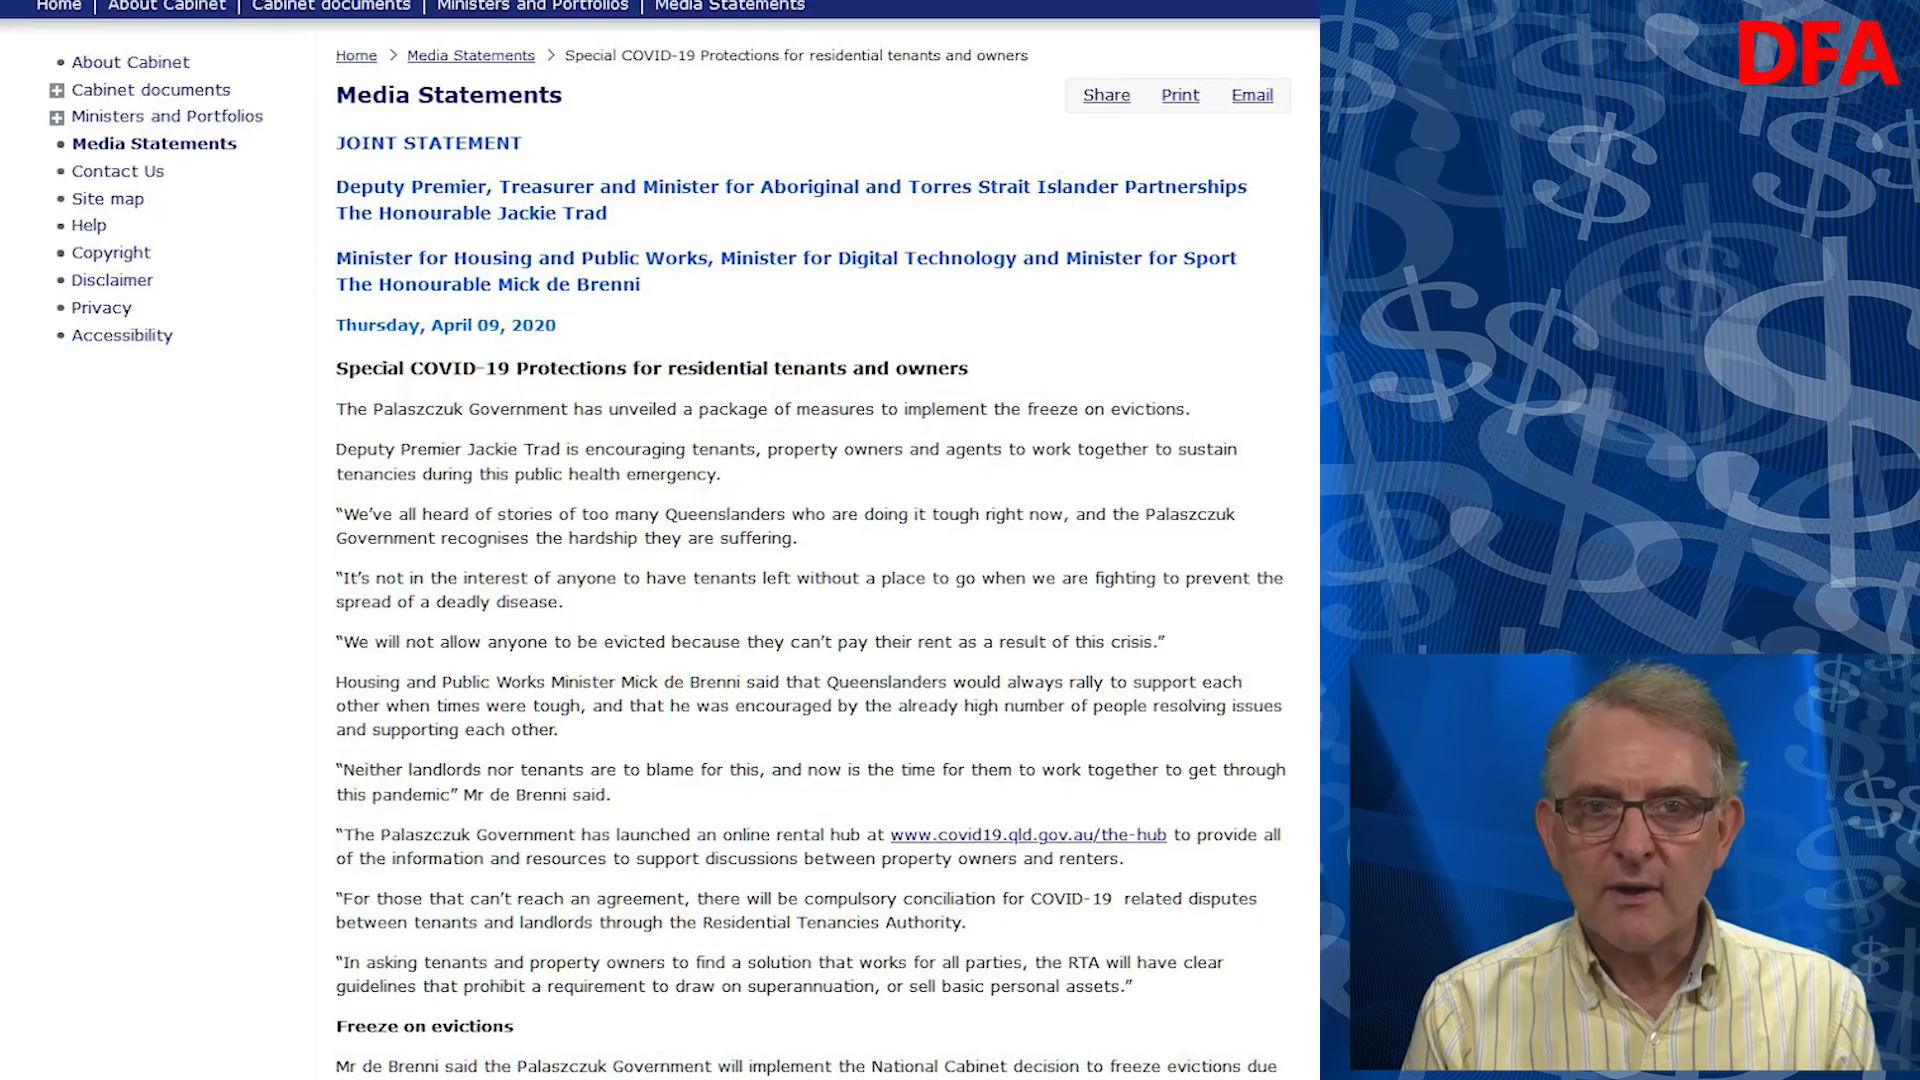 Home | About Cabinet | Cabinet documents | Ministers and Portfolios | Media Statements
DFA
About Cabinet
Cabinet documents
Ministers and Portfolios
Media Statements
Contact Us
Site map
Help
Copyright
Disclaimer
Privacy
Accessibility
Home > Media Statements > Special COVID-19 Protections for residential tenants and owners
Media Statements
Share Print Email
JOINT STATEMENT
Deputy Premier, Treasurer and Minister for Aboriginal and Torres Strait Islander Partnerships
The Honourable Jackie Trad
Minister for Housing and Public Works, Minister for Digital Technology and Minister for Sport
The Honourable Mick de Brenni
Thursday, April 09, 2020
Special COVID-19 Protections for residential tenants and owners
The Palaszczuk Government has unveiled a package of measures to implement the freeze on evictions.
Deputy Premier Jackie Trad is encouraging tenants, property owners and agents to work together to sustain
tenancies during this public health emergency.
“We’ve all heard of stories of too many Queenslanders who are doing it tough right now, and the Palaszczuk
Government recognises the hardship they are suffering.
“It’s not in the interest of anyone to have tenants left without a place to go when we are fighting to prevent the
spread of a deadly disease.
“We will not allow anyone to be evicted because they can’t pay their rent as a result of this crisis.”
Housing and Public Works Minister Mick de Brenni said that Queenslanders would always rally to support each
other when times were tough, and that he was encouraged by the already high number of people resolving issues
and supporting each other.
“Neither landlords nor tenants are to blame for this, and now is the time for them to work together to get through
this pandemic” Mr de Brenni said.
“The Palaszczuk Government has launched an online rental hub at www.covid19.qld.gov.au/the-hub to provide all
of the information and resources to support discussions between property owners and renters.
“For those that can’t reach an agreement, there will be compulsory conciliation for COVID-19 related disputes
between tenants and landlords through the Residential Tenancies Authority.
“In asking tenants and property owners to find a solution that works for all parties, the RTA will have clear
guidelines that prohibit a requirement to draw on superannuation, or sell basic personal assets.”
Freeze on evictions
Mr de Brenni said the Palaszczuk Government will implement the National Cabinet decision to freeze evictions due